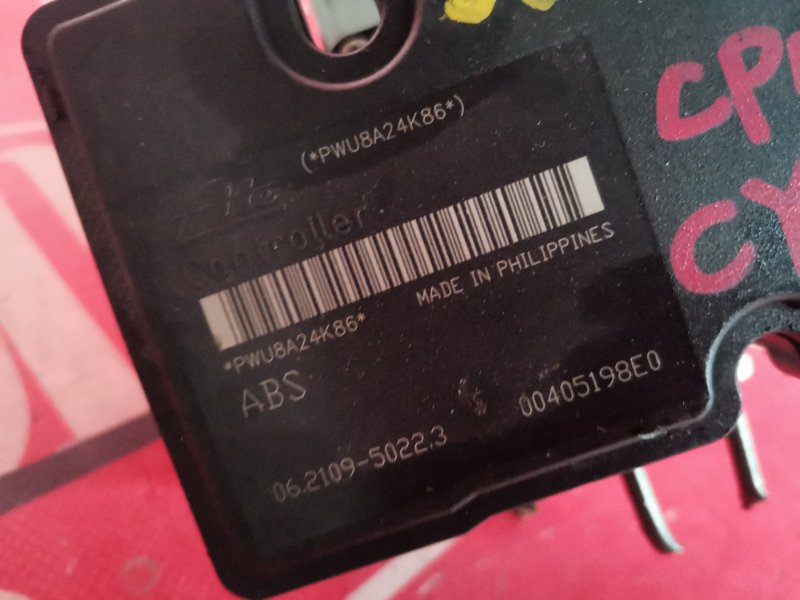 (*PWU8A24K86*)
Controller
*PWU8A24K86*
MADE IN PHILIPPINES
ABS
00405198E0
06.2109-5022.3
CP
CY